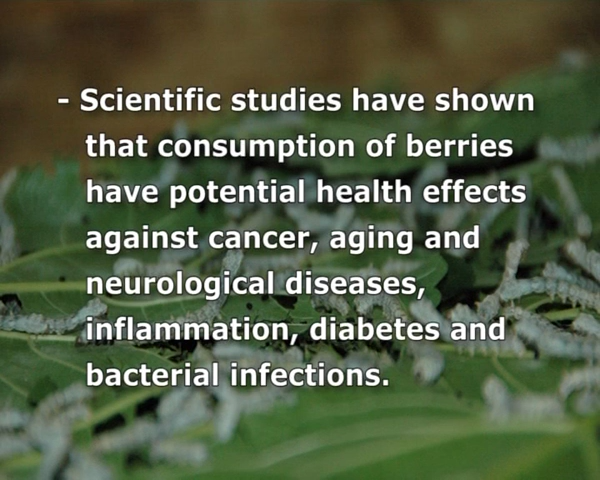 - Scientific studies have shown
that consumption of berries
have potential health effects
against cancer, aging and
neurological diseases,
inflammation, diabetes and
bacterial infections.